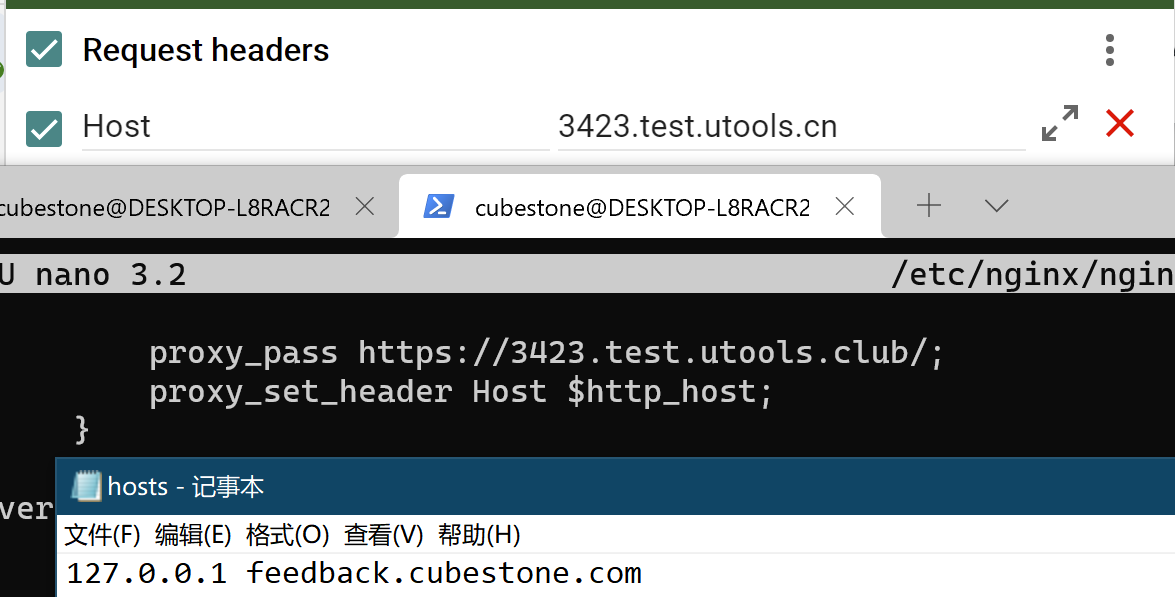 Request headers
Host 3423.test.utools.cn
cubestone@DESKTOP-L8RACR2 cubestone@DESKTOP-L8RACR2
U nano 3.2 /etc/nginx/ngin
proxy_pass https://3423.test.utools.club/;
proxy_set_header Host $http_host;
}
ver
hosts - 记事本
文件(F) 编辑(E) 格式(O) 查看(V) 帮助(H)
127.0.0.1 feedback.cubestone.com